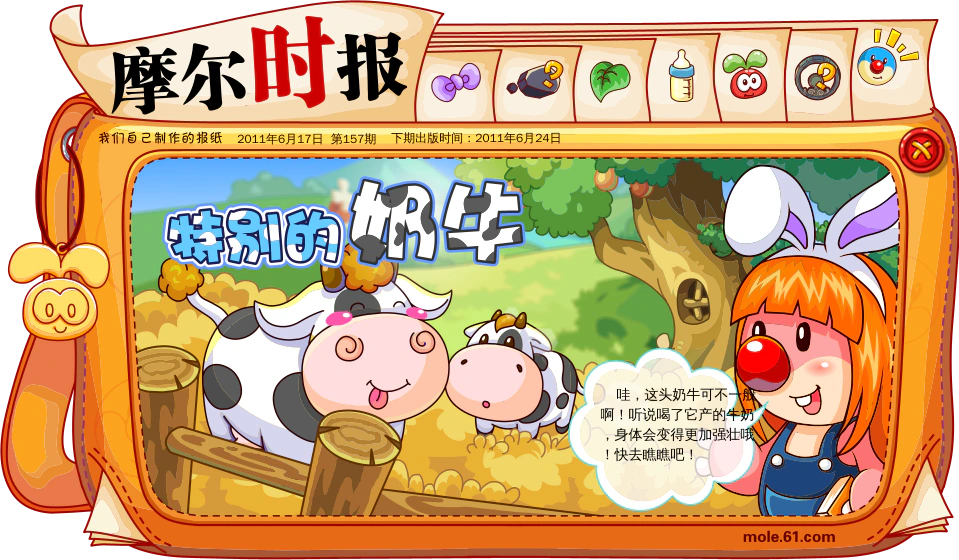 摩尔时报
我们自己制作的报纸 2011年6月17日 第157期 下期出版时间：2011年6月24日
特别的奶牛
哇，这头奶牛可不一般
啊！听说喝了它产的牛奶
，身体会变得更加强壮哦
！快去瞧瞧吧！
mole.61.com